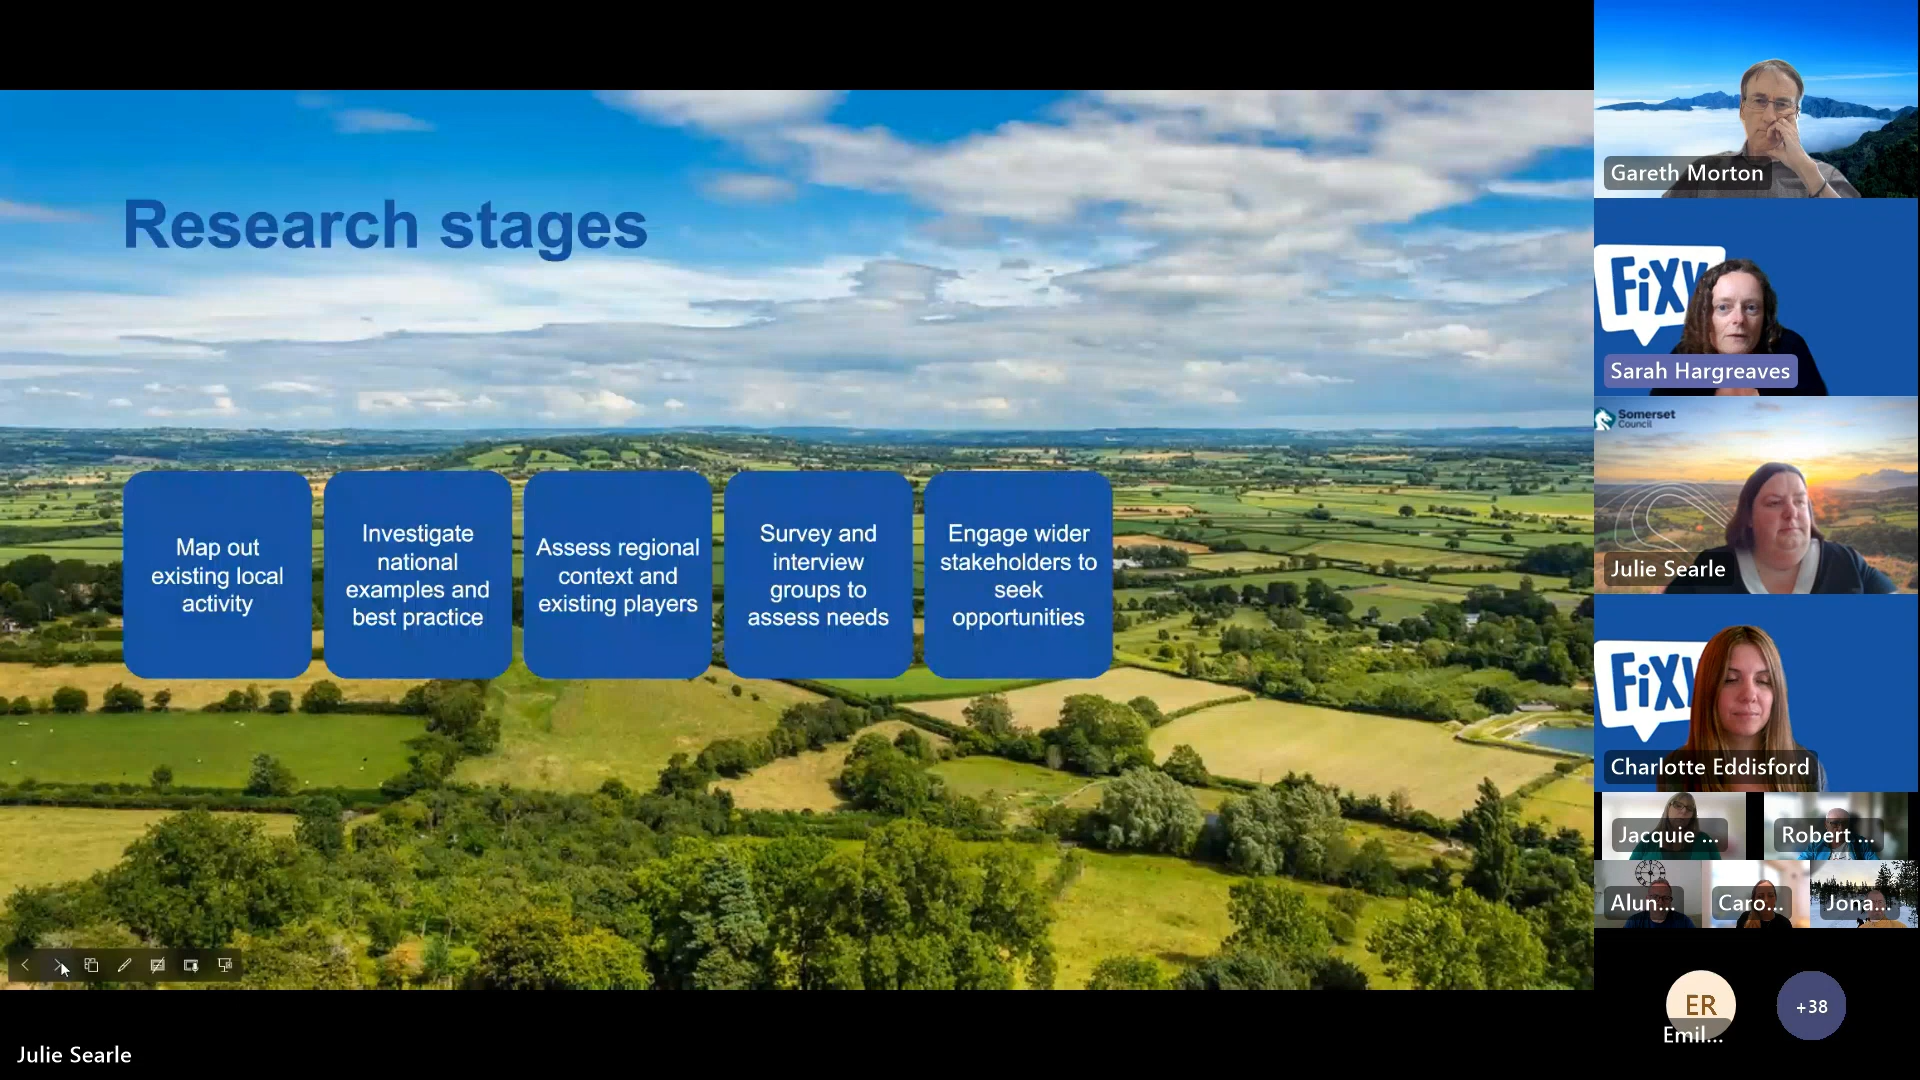 Research stages
Map out
existing local
activity
Investigate
national
examples and
best practice
Assess regional
context and
existing players
Survey and
interview
groups to
assess needs
Engage wider
stakeholders to
seek
opportunities
Julie Searle
Gareth Morton
FiXy
Sarah Hargreaves
Somerset
Council
Julie Searle
FiXy
Charlotte Eddisford
Jacquie ...
Robert ...
Alun...
Caro...
Jona...
ER
Emil...
+38